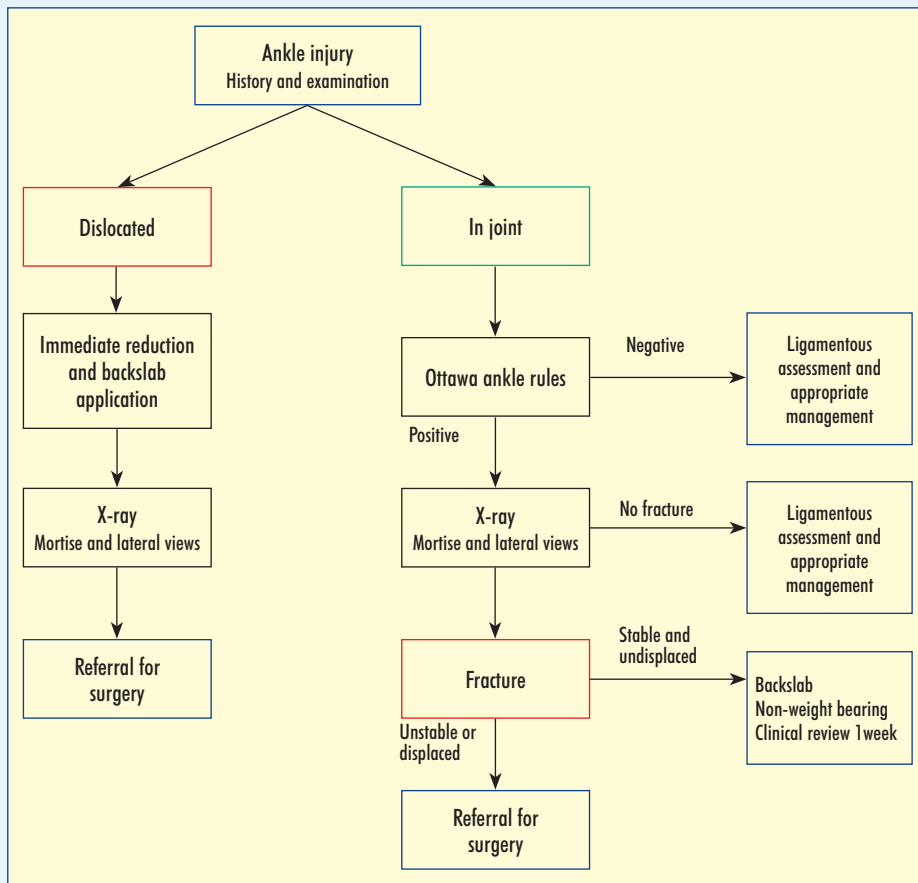 Ankle injury
History and examination
Dislocated
In joint
Immediate reduction
and backslab
application
Ottawa ankle rules
Negative
Ligamentous
assessment and
appropriate
management
Positive
X-ray
Mortise and lateral views
X-ray
Mortise and lateral views
No fracture
Ligamentous
assessment and
appropriate
management
Referral for
surgery
Fracture
Stable and
undisplaced
Backslab
Non-weight bearing
Clinical review 1week
Unstable or
displaced
Referral for
surgery